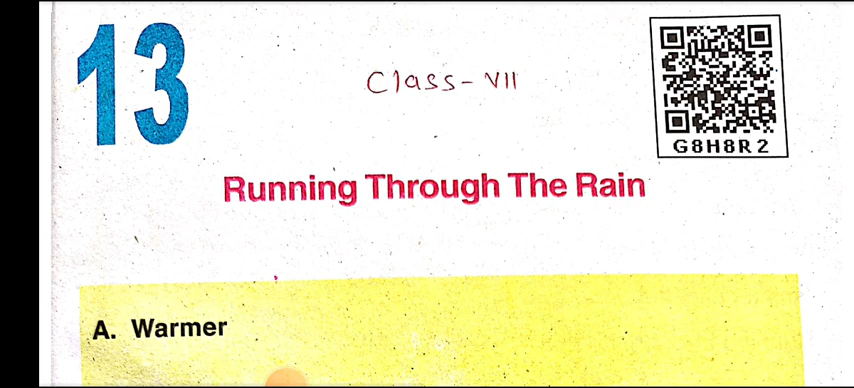 13
Class - VII
G8H8R2
Running Through The Rain
A. Warmer